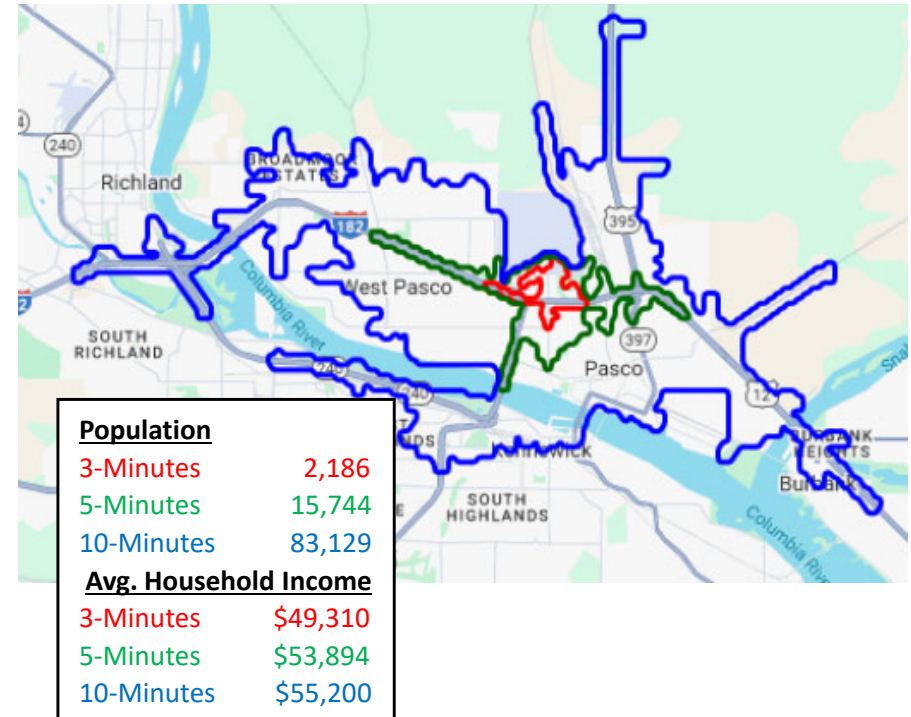 240
Richland
BROADMOOR
ESTATES
182
395
West Pasco
Columbia River
SOUTH
RICHLAND
397
Pasco
240
240
12
Snak
BURBANK
HEIGHTS
Burbank
Kennewick
SOUTH
HIGHLANDS
Columbia River
Population
3-Minutes 2,186
5-Minutes 15,744
10-Minutes 83,129
Avg. Household Income
3-Minutes $49,310
5-Minutes $53,894
10-Minutes $55,200